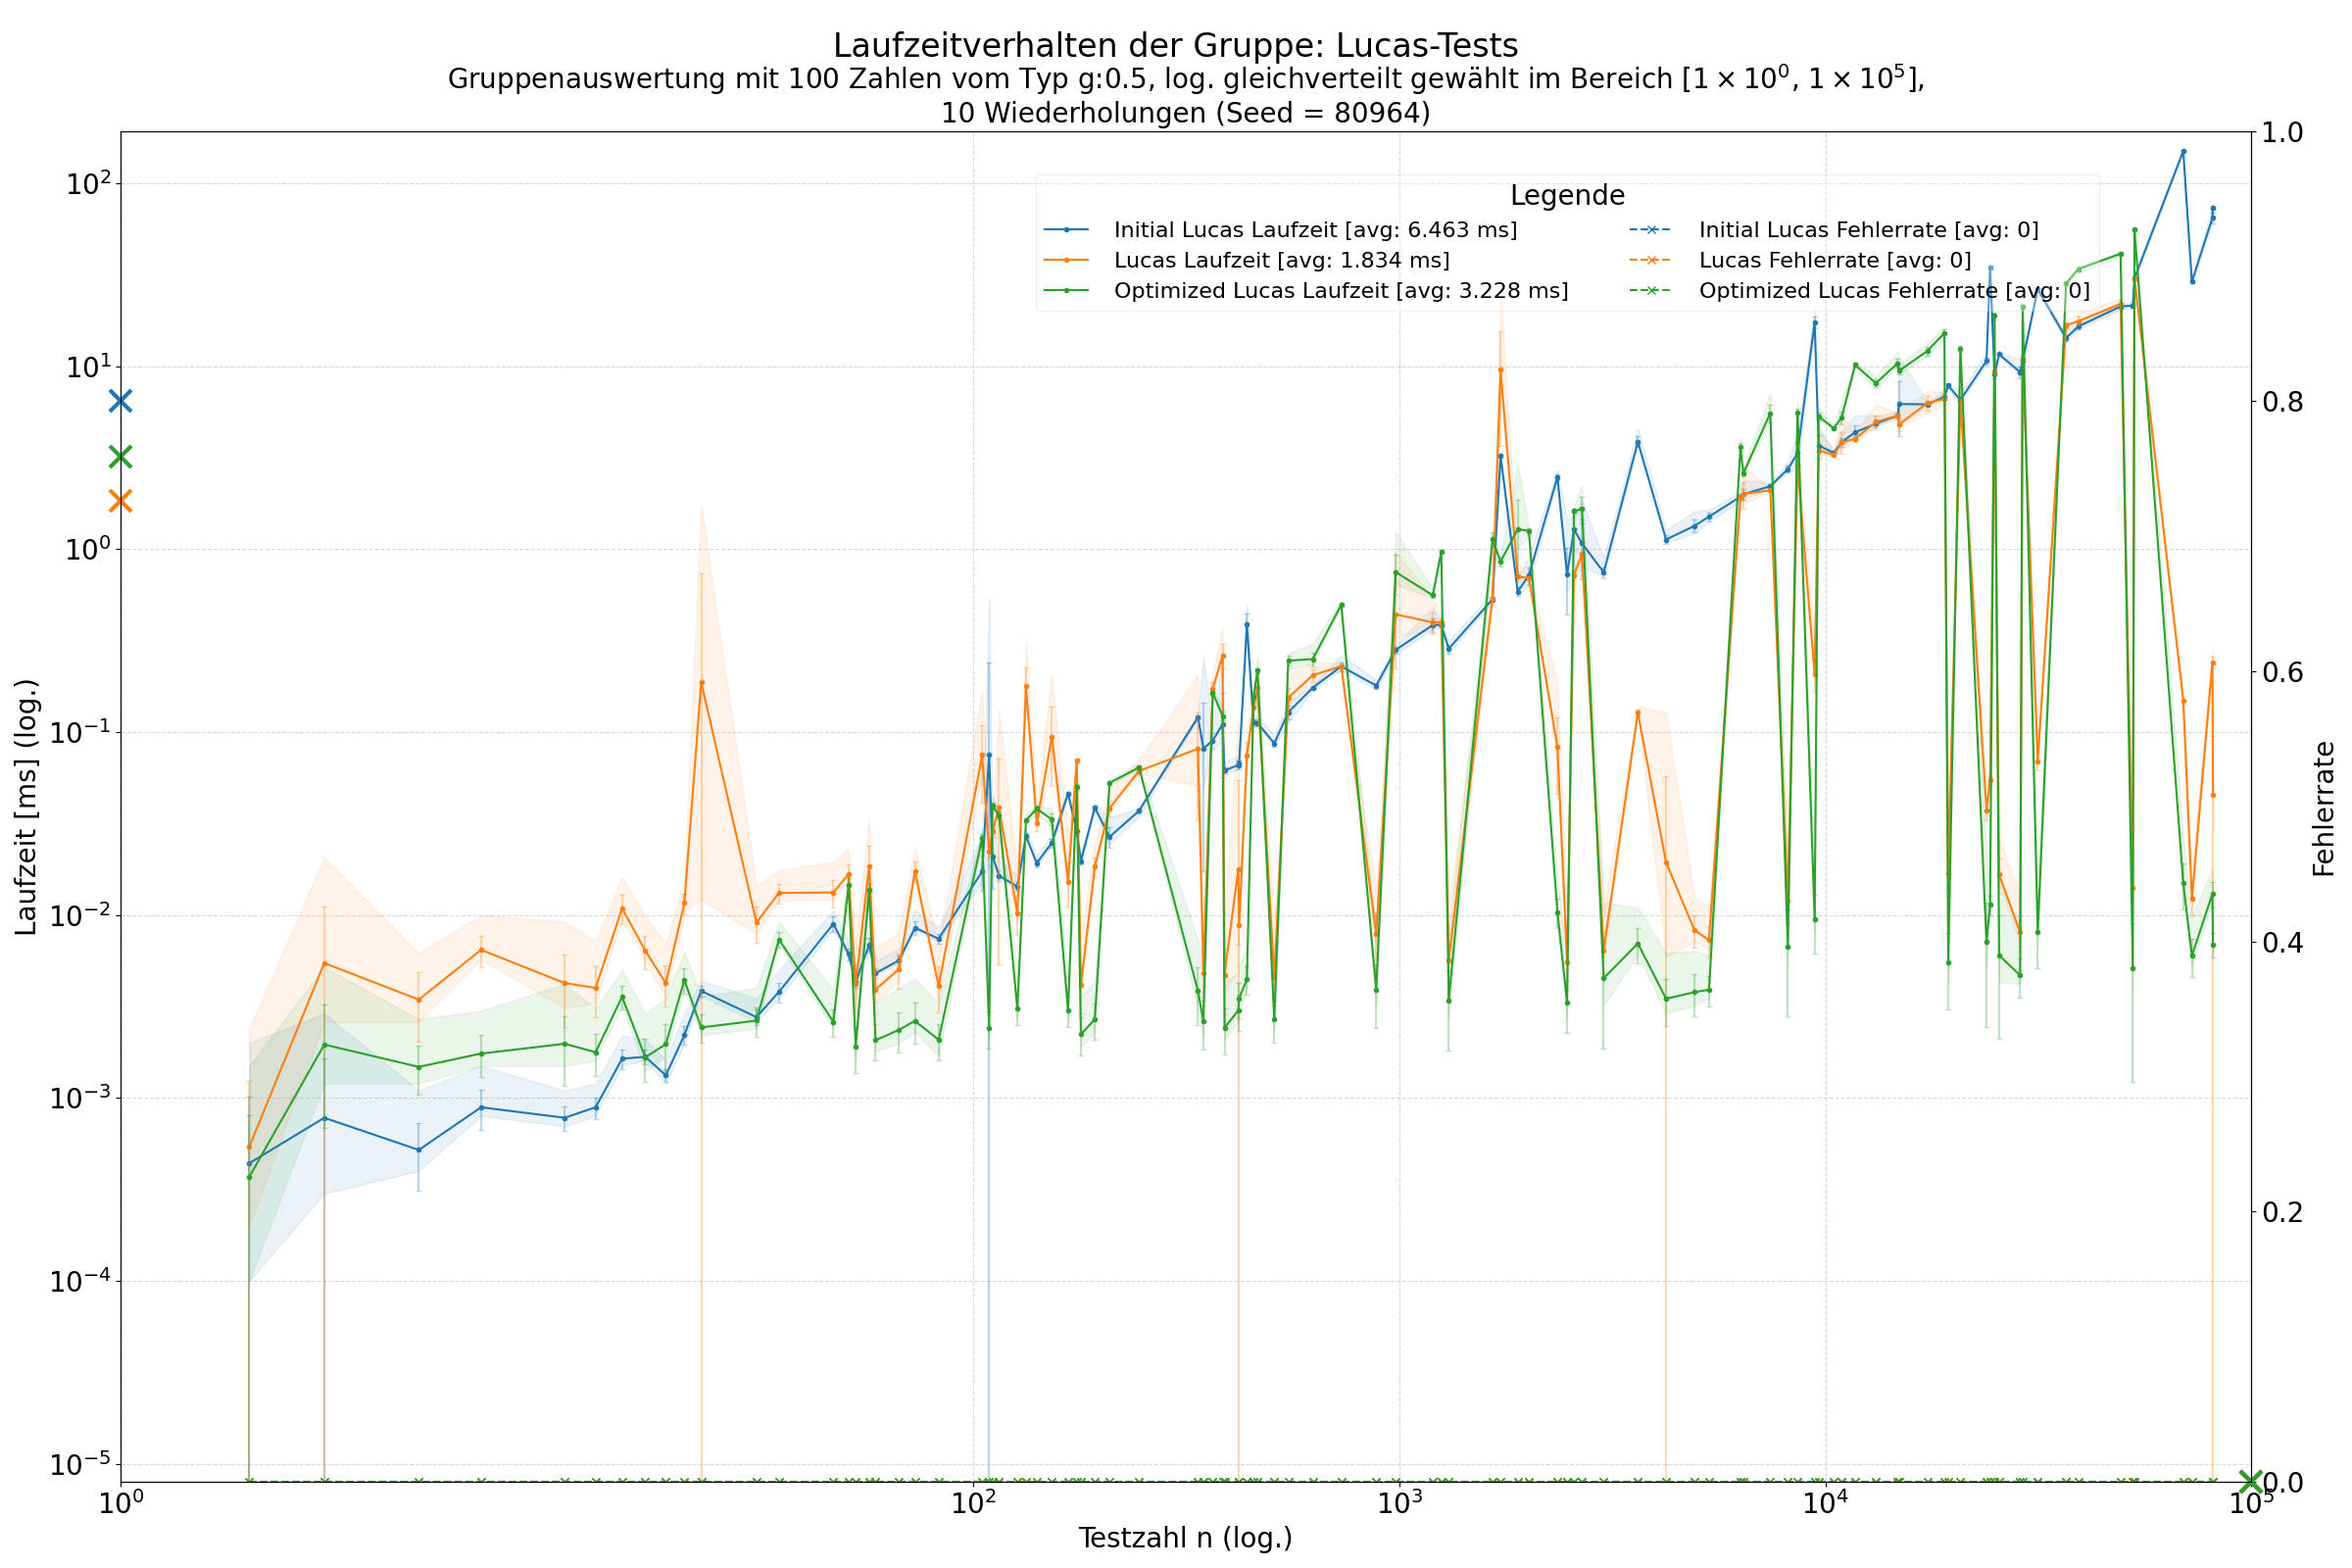 Laufzeitverhalten der Gruppe: Lucas-Tests
Gruppenauswertung mit 100 Zahlen vom Typ g:0.5, log. gleichverteilt gewählt im Bereich [1 × 10⁰, 1 × 10⁵],
10 Wiederholungen (Seed = 80964)
Legende
Initial Lucas Laufzeit [avg: 6.463 ms]
Lucas Laufzeit [avg: 1.834 ms]
Optimized Lucas Laufzeit [avg: 3.228 ms]
Initial Lucas Fehlerrate [avg: 0]
Lucas Fehlerrate [avg: 0]
Optimized Lucas Fehlerrate [avg: 0]
Laufzeit [ms] (log.)
10²
10¹
10⁰
10⁻¹
10⁻²
10⁻³
10⁻⁴
10⁻⁵
Fehlerrate
1.0
0.8
0.6
0.4
0.2
0.0
10⁰
10²
10³
10⁴
10⁵
Testzahl n (log.)